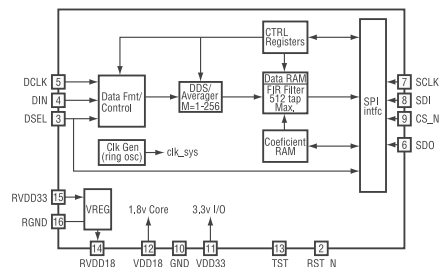 CTRL
Registers
DCLK 5
DIN 4
DSEL 3
Data Fmt/
Control
DDS/
Averager
M=1-256
Data RAM
FIR Filter
512 tap
Max,
SPI
intfc
7 SCLK
8 SDI
9 CS_N
6 SDO
Clk Gen
(ring osc)
clk_sys
Coeficient
RAM
RVDD33 15
RGND 16
VREG
1,8v Core
3,3v I/O
14 12 10 11 13 2
RVDD18 VDD18 GND VDD33 TST RST_N